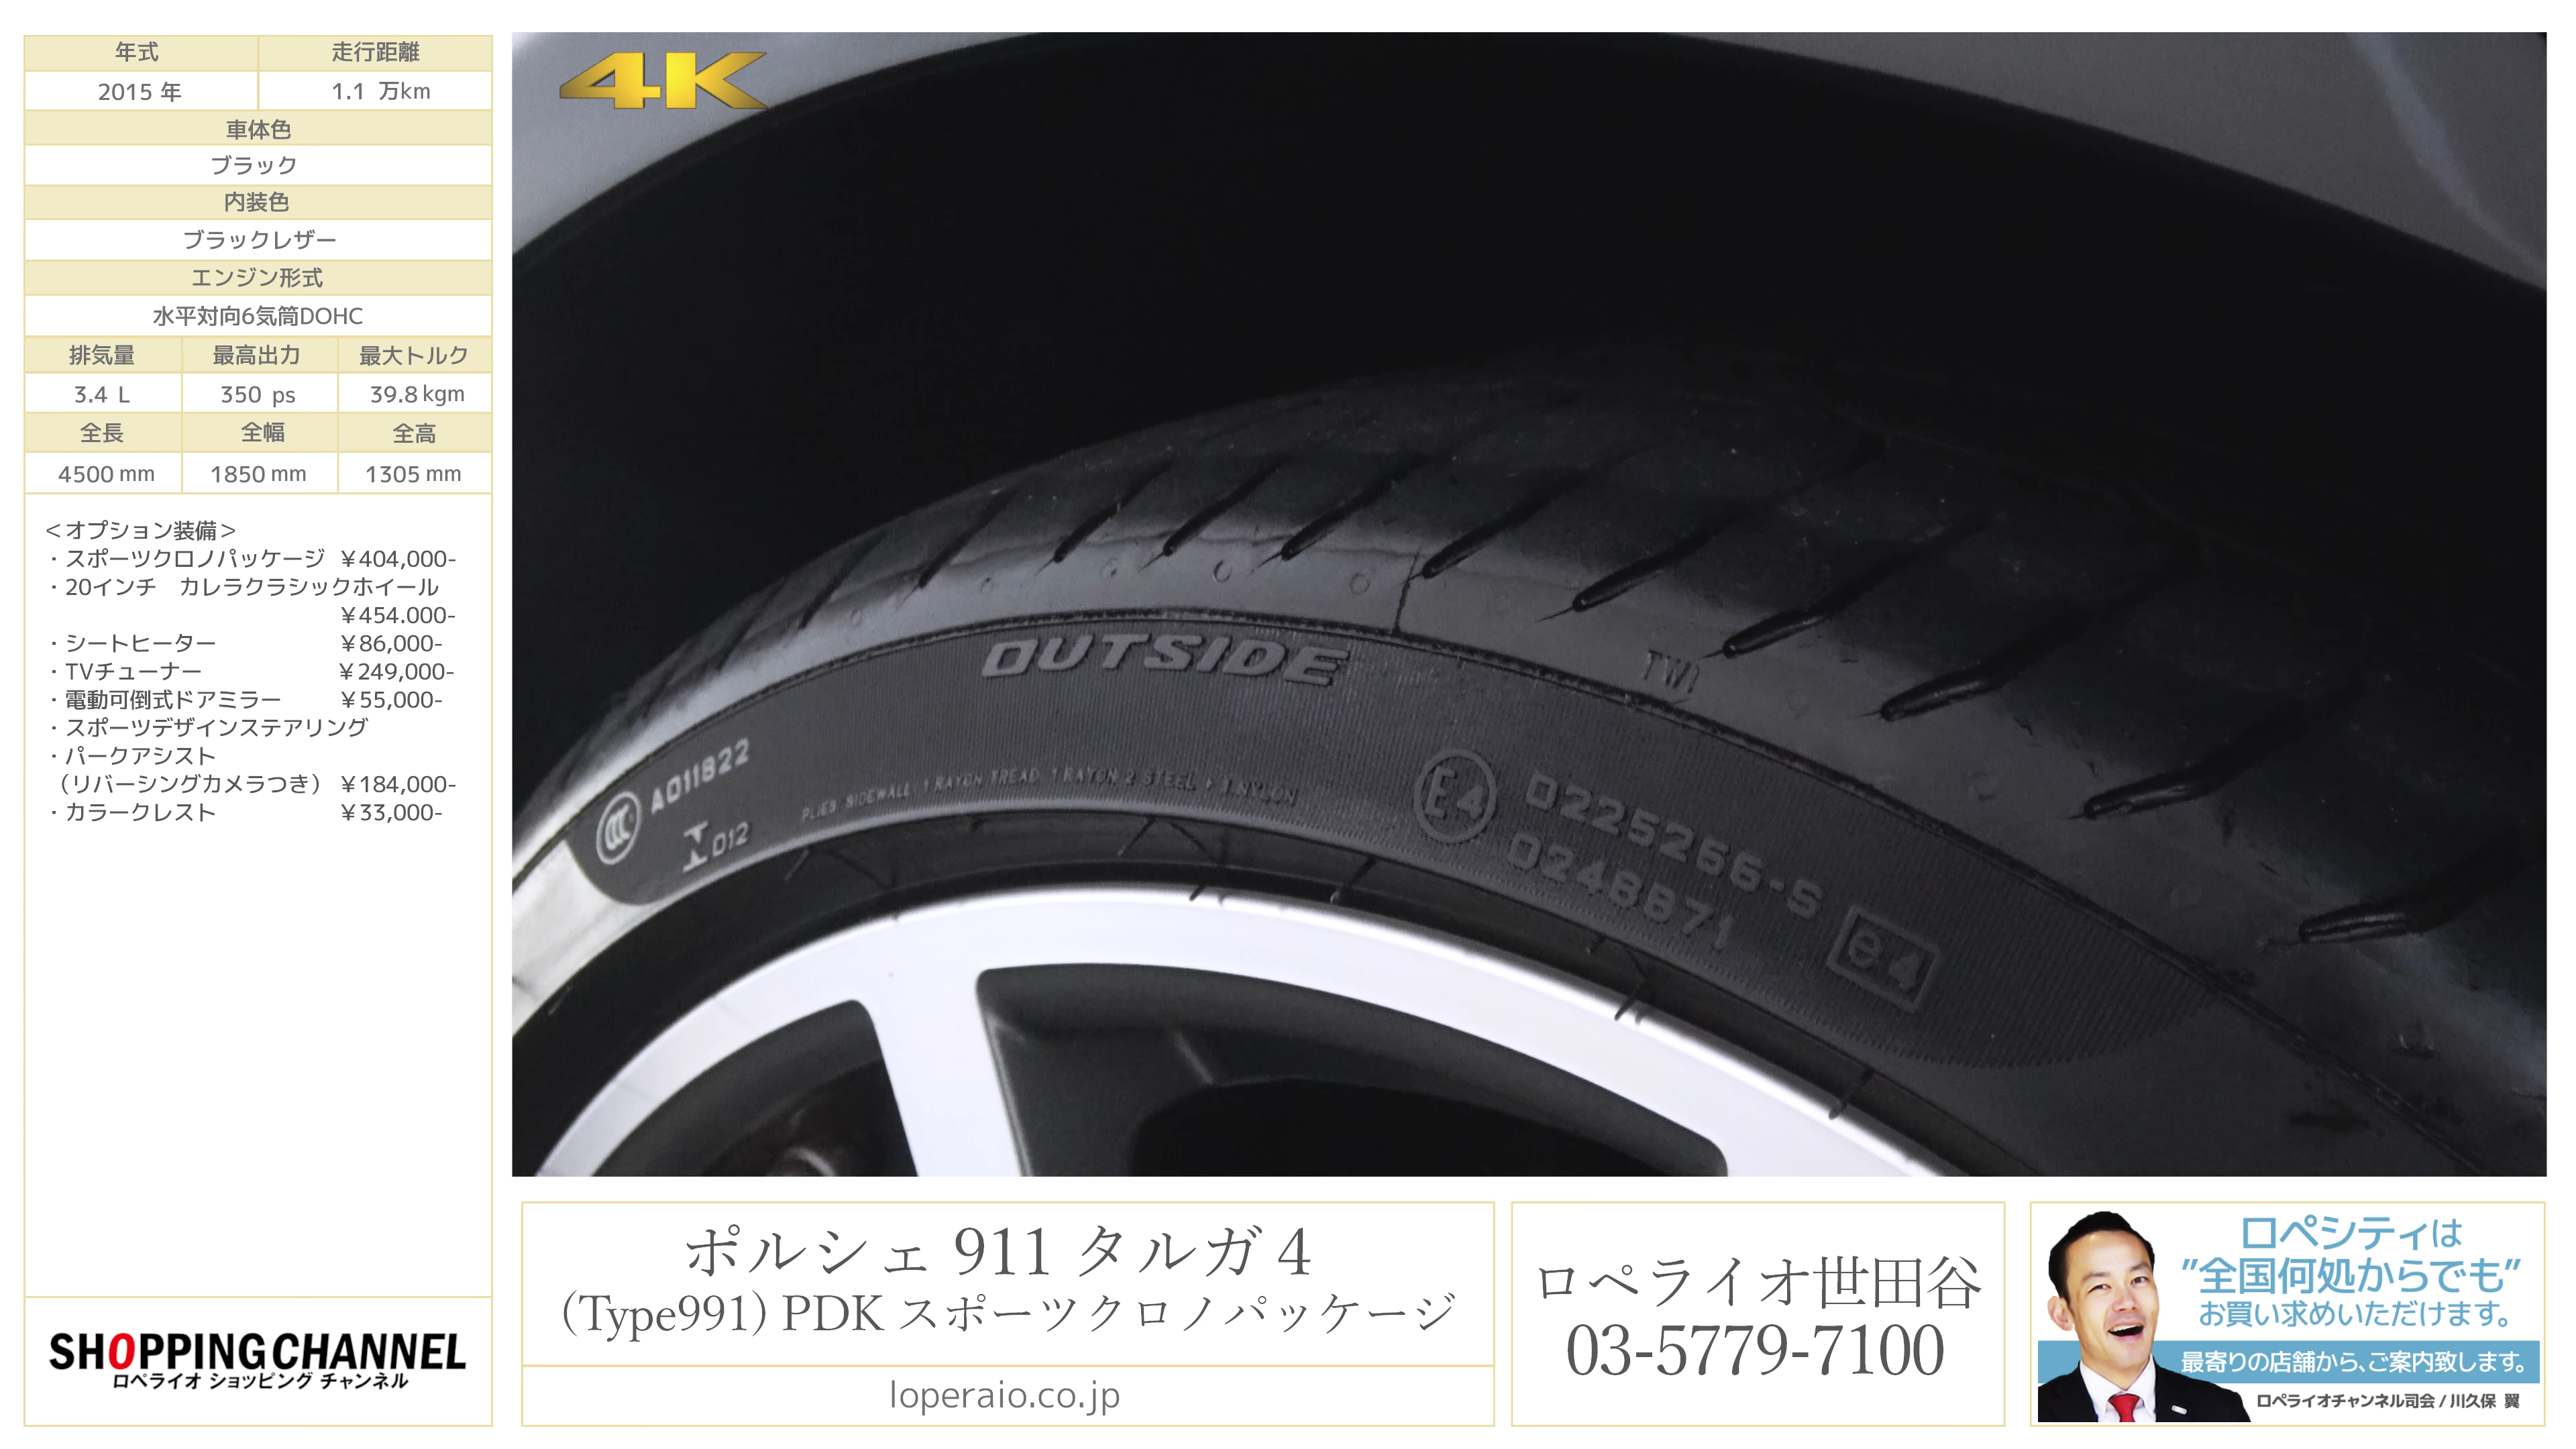 年式 走行距離
2015 年 1.1 万km
車体色
ブラック
内装色
ブラックレザー
エンジン形式
水平対向6気筒DOHC
排気量 最高出力 最大トルク
3.4 L 350 ps 39.8 kgm
全長 全幅 全高
4500 mm 1850 mm 1305 mm
＜オプション装備＞
・スポーツクロノパッケージ ￥404,000-
・20インチ　カレラクラシックホイール
￥454.000-
・シートヒーター ￥86,000-
・TVチューナー ￥249,000-
・電動可倒式ドアミラー ￥55,000-
・スポーツデザインステアリング
・パークアシスト
（リバーシングカメラつき） ￥184,000-
・カラークレスト ￥33,000-
SHOPPING CHANNEL
ロペライオ ショッピング チャンネル
4K
OUTSIDE
TWI
CCC A011822
I 012
PLIES SIDEWALL 1 RAYON TREAD 1 RAYON 2 STEEL + 1 NYLON
E4 0225266-S
0248871 e4
ポルシェ 911 タルガ 4
(Type991) PDK スポーツクロノパッケージ
loperaio.co.jp
ロペライオ世田谷
03-5779-7100
ロペシティは
”全国何処からでも”
お買い求めいただけます。
最寄りの店舗から、ご案内致します。
ロペライオチャンネル司会 / 川久保 翼